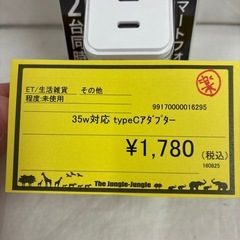 2台同時
マートフォ
楽
ET/生活雑貨 その他
程度:未使用
99170000016295
35w対応 typeCアダプター
¥1,780 (税込)
160825
The Jungle-Jungle